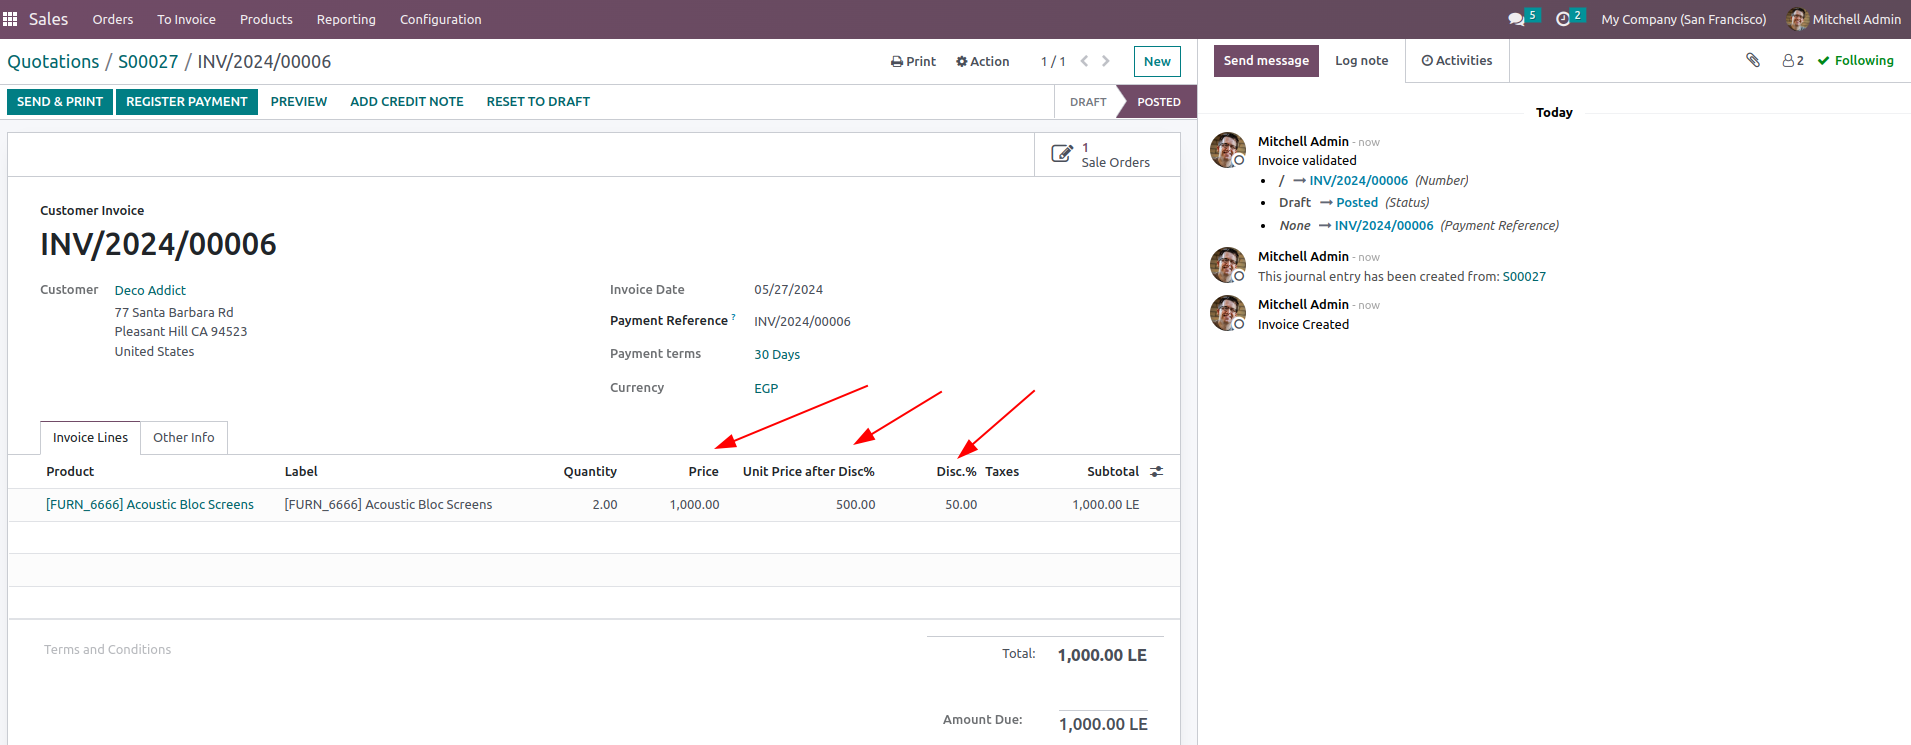 Sales Orders To Invoice Products Reporting Configuration 5 2 My Company (San Francisco) Mitchell Admin
Quotations / S00027 / INV/2024/00006 Print Action 1 / 1 New
SEND & PRINT REGISTER PAYMENT PREVIEW ADD CREDIT NOTE RESET TO DRAFT DRAFT POSTED
1
Sale Orders
Customer Invoice
INV/2024/00006
Customer Deco Addict
77 Santa Barbara Rd
Pleasant Hill CA 94523
United States
Invoice Date 05/27/2024
Payment Reference ? INV/2024/00006
Payment terms 30 Days
Currency EGP
Invoice Lines Other Info
Product Label Quantity Price Unit Price after Disc% Disc.% Taxes Subtotal
[FURN_6666] Acoustic Bloc Screens [FURN_6666] Acoustic Bloc Screens 2.00 1,000.00 500.00 50.00 1,000.00 LE
Terms and Conditions
Total: 1,000.00 LE
Amount Due: 1,000.00 LE
Send message Log note Activities 2 Following
Today
Mitchell Admin - now
Invoice validated
• / → INV/2024/00006 (Number)
• Draft → Posted (Status)
• None → INV/2024/00006 (Payment Reference)
Mitchell Admin - now
This journal entry has been created from: S00027
Mitchell Admin - now
Invoice Created